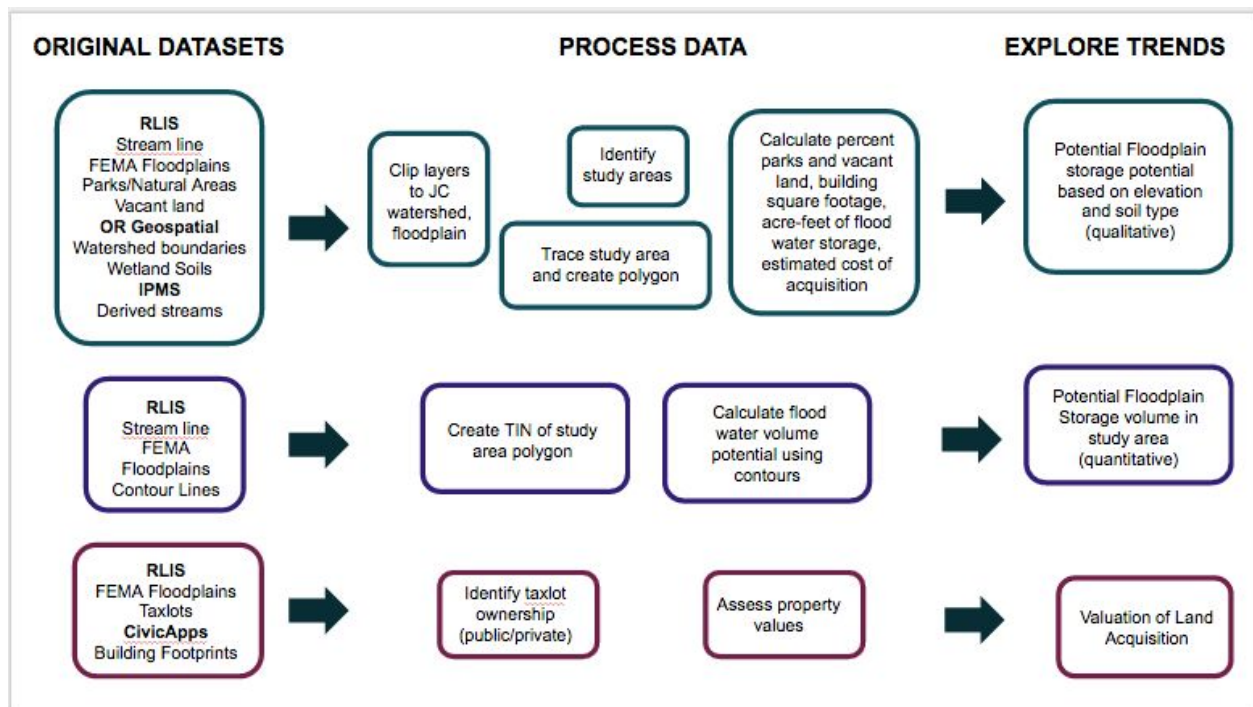 ORIGINAL DATASETS
PROCESS DATA
EXPLORE TRENDS
RLIS
Stream line
FEMA Floodplains
Parks/Natural Areas
Vacant land
OR Geospatial
Watershed boundaries
Wetland Soils
IPMS
Derived streams
Clip layers
to JC
watershed,
floodplain
Identify
study areas
Trace study area
and create polygon
Calculate percent
parks and vacant
land, building
square footage,
acre-feet of flood
water storage,
estimated cost of
acquisition
Potential Floodplain
storage potential
based on elevation
and soil type
(qualitative)
RLIS
Stream line
FEMA
Floodplains
Contour Lines
Create TIN of study
area polygon
Calculate flood
water volume
potential using
contours
Potential Floodplain
Storage volume in
study area
(quantitative)
RLIS
FEMA Floodplains
Taxlots
CivicApps
Building Footprints
Identify taxlot
ownership
(public/private)
Assess property
values
Valuation of Land
Acquisition